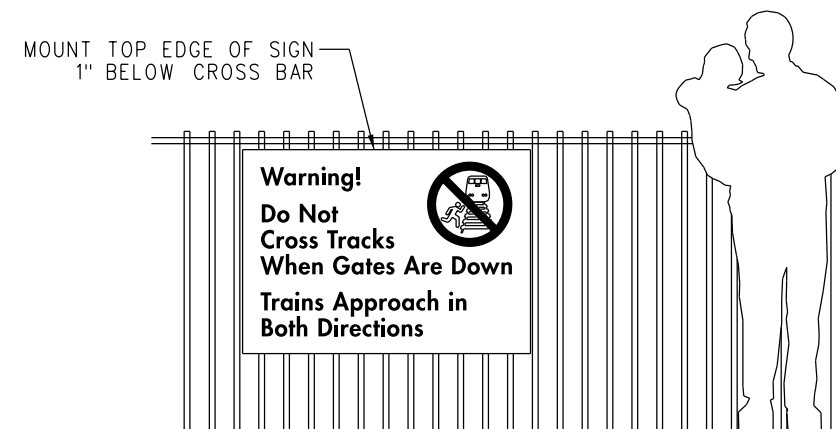 MOUNT TOP EDGE OF SIGN
1" BELOW CROSS BAR
Warning!
Do Not
Cross Tracks
When Gates Are Down
Trains Approach in
Both Directions